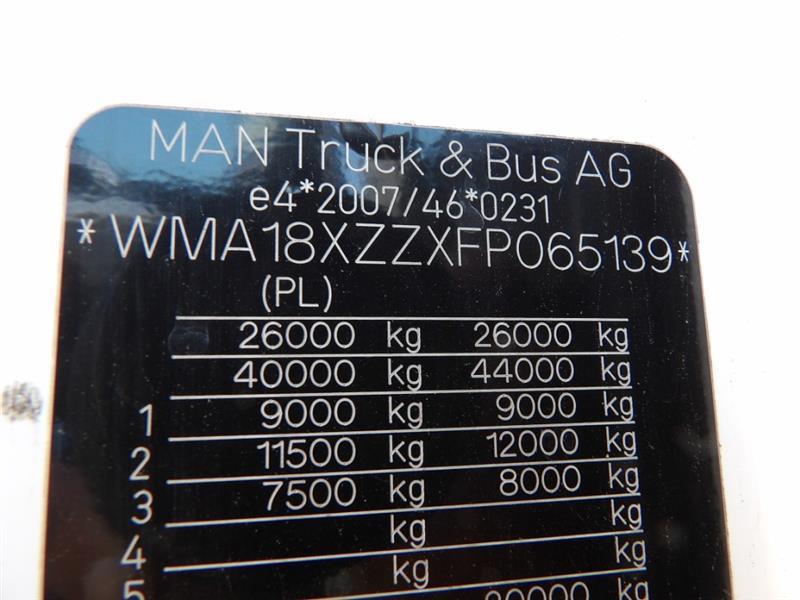 MAN Truck & Bus AG
e4*2007/46*0231
*WMA18XZZXFP065139*
(PL)
26000 kg 26000 kg
40000 kg 44000 kg
1 9000 kg 9000 kg
2 11500 kg 12000 kg
3 7500 kg 8000 kg
4 kg kg
5 kg kg